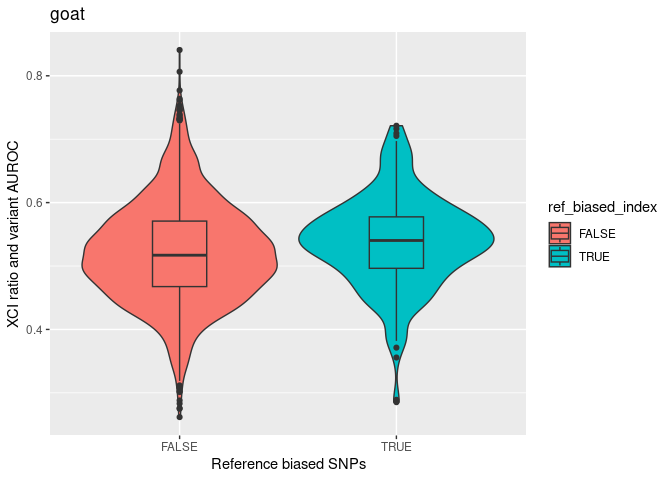 goat
XCI ratio and variant AUROC
0.8
0.6
0.4
FALSE
TRUE
Reference biased SNPs
ref_biased_index
FALSE
TRUE